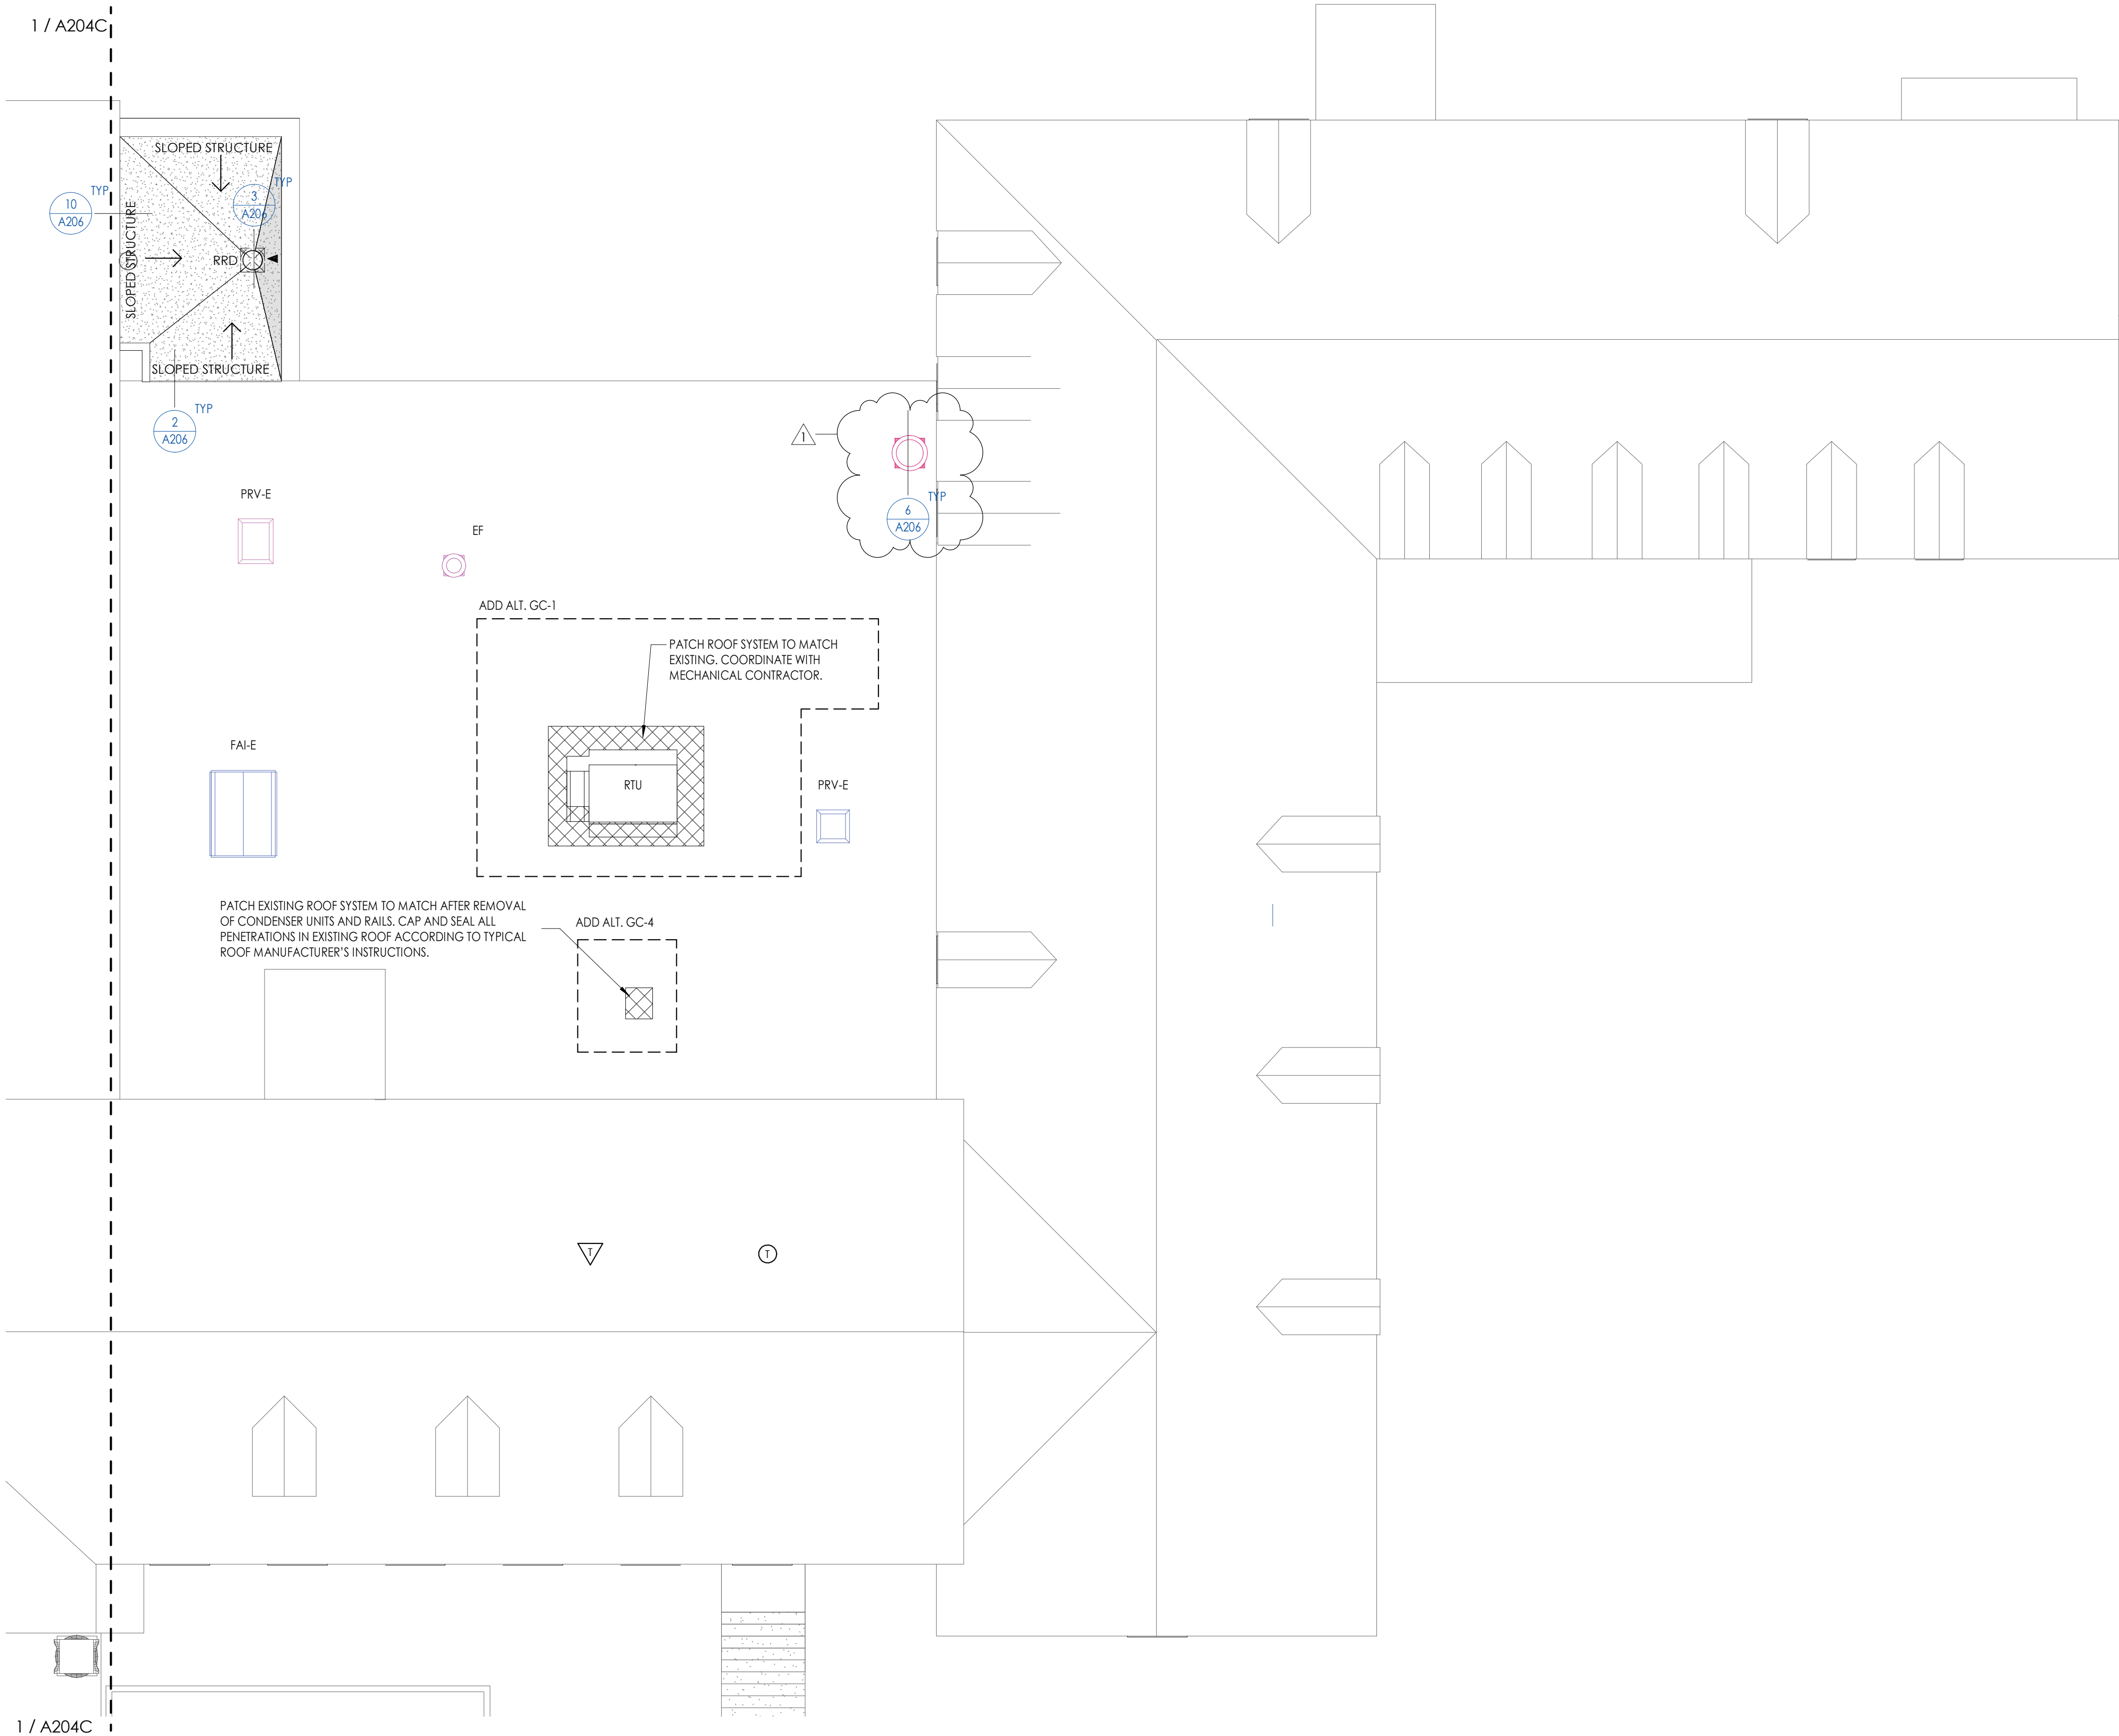 1 / A204C
SLOPED STRUCTURE
TYP
3
A206
TYP
10
A206
SLOPED STRUCTURE
RRD
SLOPED STRUCTURE
TYP
2
A206
1
TYP
6
A206
PRV-E
EF
ADD ALT. GC-1
PATCH ROOF SYSTEM TO MATCH
EXISTING. COORDINATE WITH
MECHANICAL CONTRACTOR.
FAI-E
RTU
PRV-E
PATCH EXISTING ROOF SYSTEM TO MATCH AFTER REMOVAL
OF CONDENSER UNITS AND RAILS. CAP AND SEAL ALL
PENETRATIONS IN EXISTING ROOF ACCORDING TO TYPICAL
ROOF MANUFACTURER'S INSTRUCTIONS.
ADD ALT. GC-4
T
T
1 / A204C